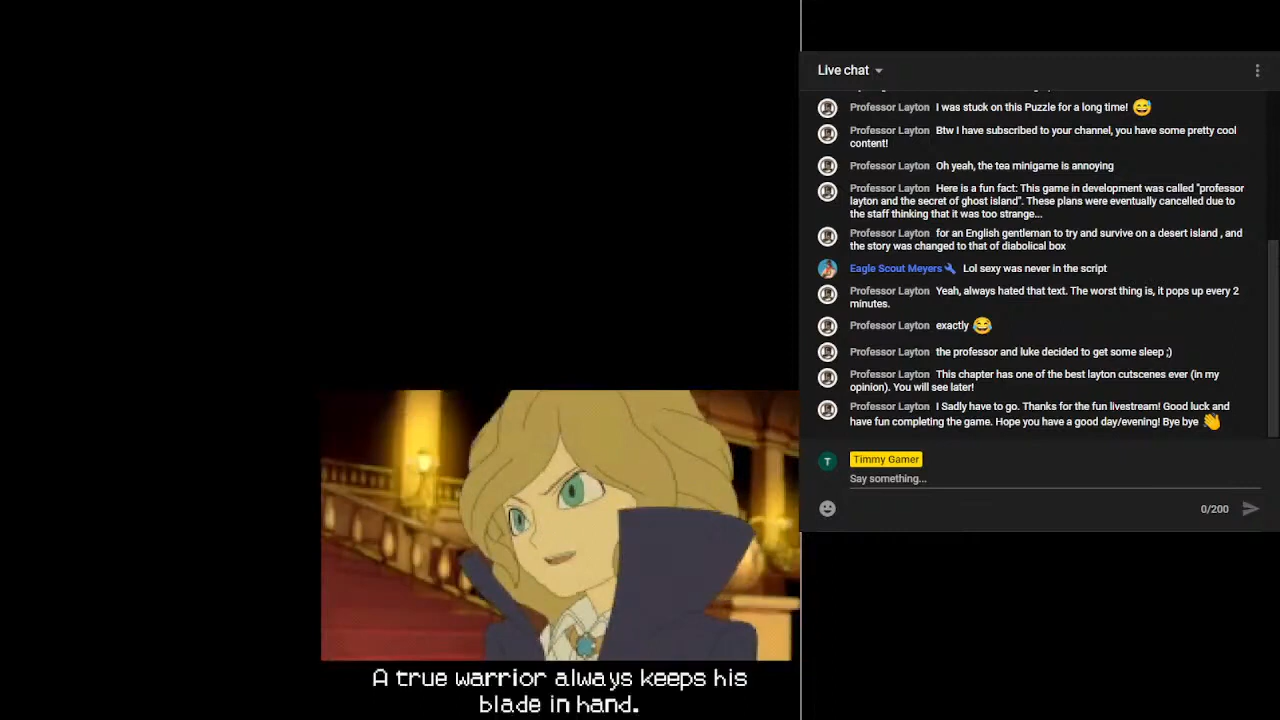 Live chat
Professor Layton I was stuck on this Puzzle for a long time! 😅
Professor Layton Btw I have subscribed to your channel, you have some pretty cool
content!
Professor Layton Oh yeah, the tea minigame is annoying
Professor Layton Here is a fun fact: This game in development was called "professor
layton and the secret of ghost island". These plans were eventually cancelled due to
the staff thinking that it was too strange...
Professor Layton for an English gentleman to try and survive on a desert island , and
the story was changed to that of diabolical box
Eagle Scout Meyers Lol sexy was never in the script
Professor Layton Yeah, always hated that text. The worst thing is, it pops up every 2
minutes.
Professor Layton exactly 😂
Professor Layton the professor and luke decided to get some sleep ;)
Professor Layton This chapter has one of the best layton cutscenes ever (in my
opinion). You will see later!
Professor Layton I Sadly have to go. Thanks for the fun livestream! Good luck and
have fun completing the game. Hope you have a good day/evening! Bye bye 👋
T Timmy Gamer
Say something...
0/200
A true warrior always keeps his
blade in hand.